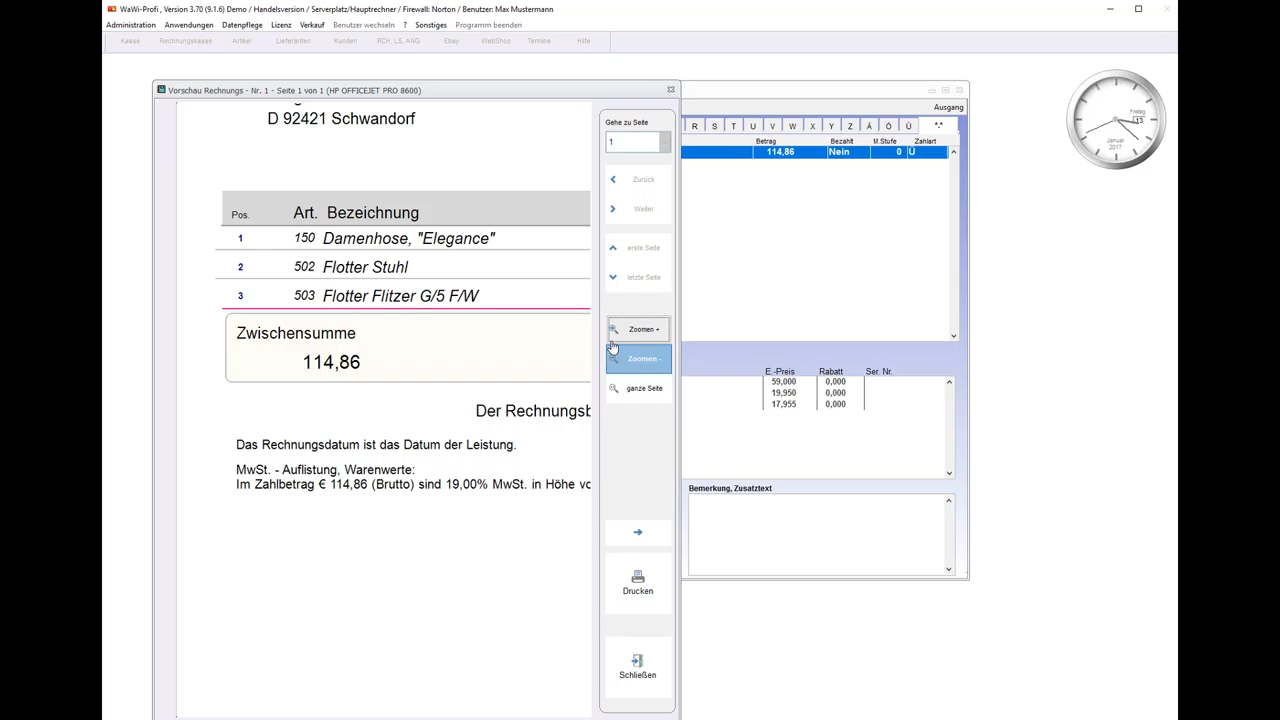 WaWi-Profi , Version 3.70 (9.1.6) Demo / Handelsversion / Serverplatz/Hauptrechner / Firewall: Norton / Benutzer: Max Mustermann
Administration Anwendungen Datenpflege Lizenz Verkauf Benutzer wechseln ? Sonstiges Programm beenden
Kasse Rechnungskasse Artikel Lieferanten Kunden RCH, LS, ANG Ebay WebShop Termine Hilfe
Vorschau Rechnungs - Nr. 1 - Seite 1 von 1 (HP OFFICEJET PRO 8600)
D 92421 Schwandorf
Pos. Art. Bezeichnung
1 150 Damenhose, "Elegance"
2 502 Flotter Stuhl
3 503 Flotter Flitzer G/5 F/W
Zwischensumme
114,86
Der Rechnungsb
Das Rechnungsdatum ist das Datum der Leistung.
MwSt. - Auflistung, Warenwerte:
Im Zahlbetrag € 114,86 (Brutto) sind 19,00% MwSt. in Höhe vo
Gehe zu Seite
1
Zurück
Weiter
erste Seite
letzte Seite
Zoomen +
Zoomen -
ganze Seite
Drucken
Schließen
Ausgang
R S T U V W X Y Z Ä Ö Ü *.*
Betrag Bezahlt M.Stufe Zahlart
114,86 Nein 0 Ü
E.-Preis Rabatt Ser. Nr.
59,000 0,000
19,950 0,000
17,955 0,000
Bemerkung, Zusatztext
Freitag
13
Januar
2017